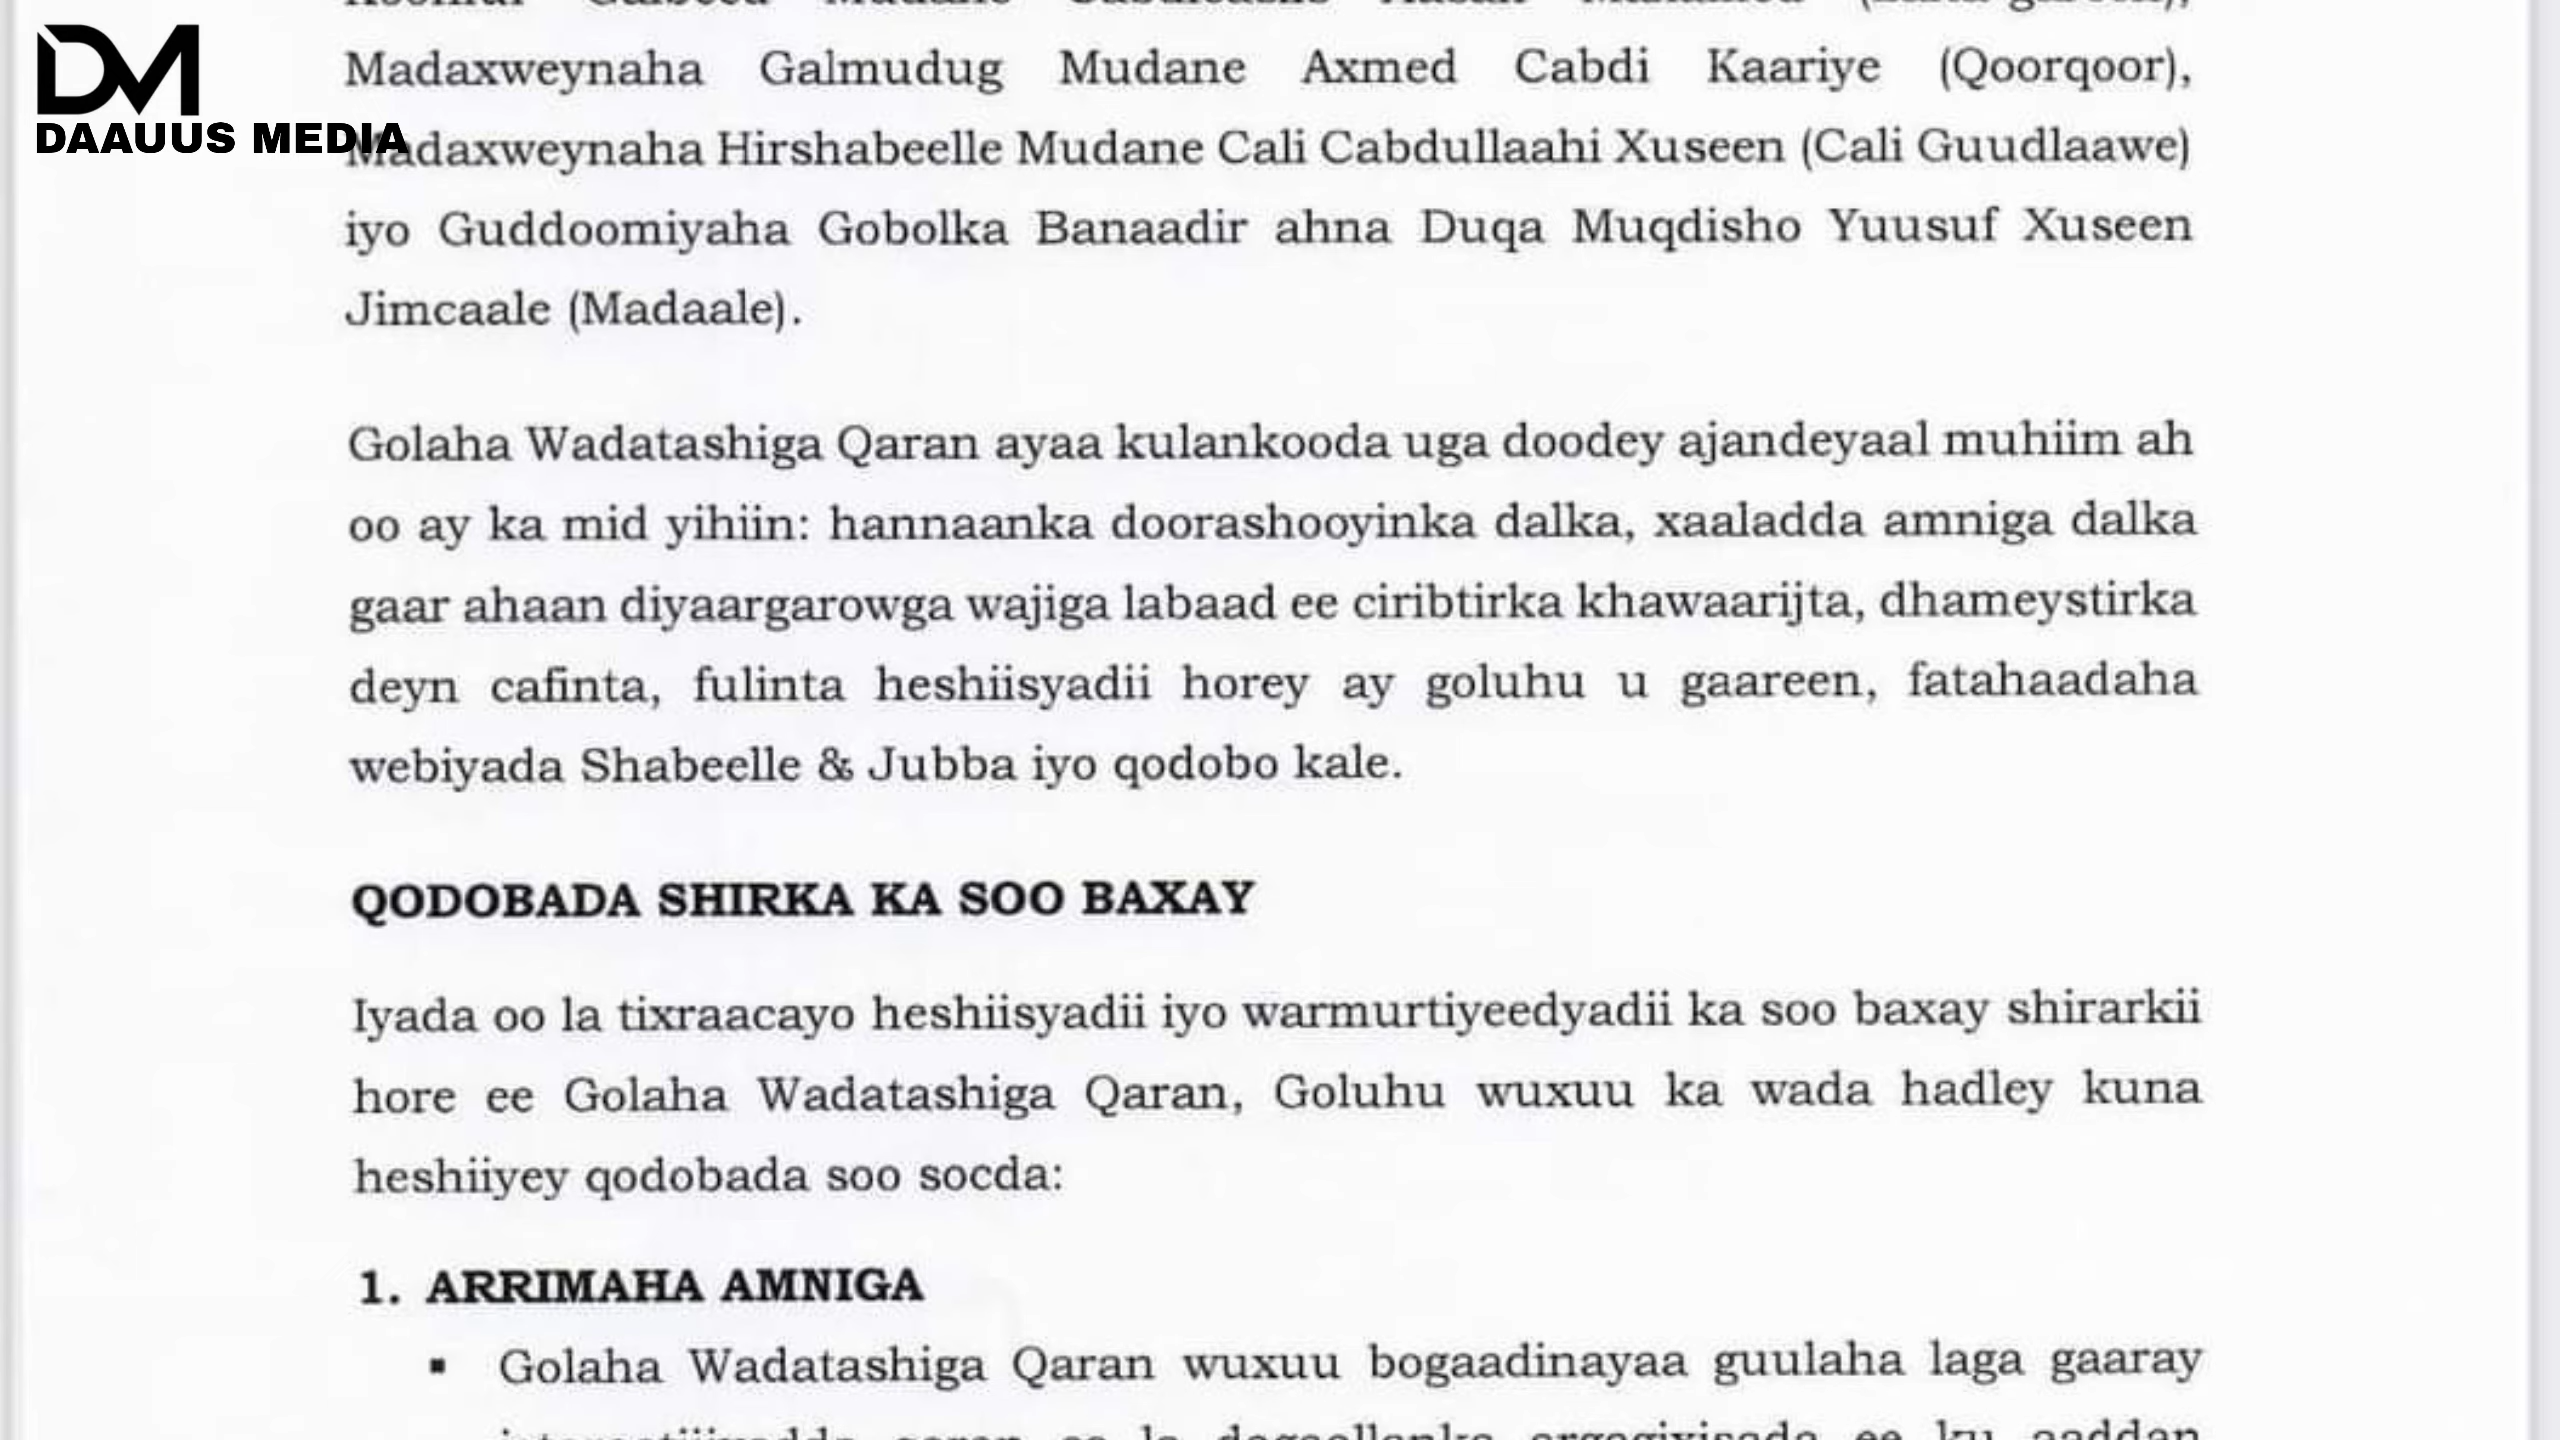 DM
DAAUUS MEDIA
Madaxweynaha Galmudug Mudane Axmed Cabdi Kaariye (Qoorqoor),
Madaxweynaha Hirshabeelle Mudane Cali Cabdullaahi Xuseen (Cali Guudlaawe)
iyo Guddoomiyaha Gobolka Banaadir ahna Duqa Muqdisho Yuusuf Xuseen
Jimcaale (Madaale).
Golaha Wadatashiga Qaran ayaa kulankooda uga doodey ajandeyaal muhiim ah
oo ay ka mid yihiin: hannaanka doorashooyinka dalka, xaaladda amniga dalka
gaar ahaan diyaargarowga wajiga labaad ee ciribtirka khawaarijta, dhameystirka
deyn cafinta, fulinta heshiisyadii horey ay goluhu u gaareen, fatahaadaha
webiyada Shabeelle & Jubba iyo qodobo kale.
QODOBADA SHIRKA KA SOO BAXAY
Iyada oo la tixraacayo heshiisyadii iyo warmurtiyeedyadii ka soo baxay shirarkii
hore ee Golaha Wadatashiga Qaran, Goluhu wuxuu ka wada hadley kuna
heshiiyey qodobada soo socda:
1. ARRIMAHA AMNIGA
▪ Golaha Wadatashiga Qaran wuxuu bogaadinayaa guulaha laga gaaray